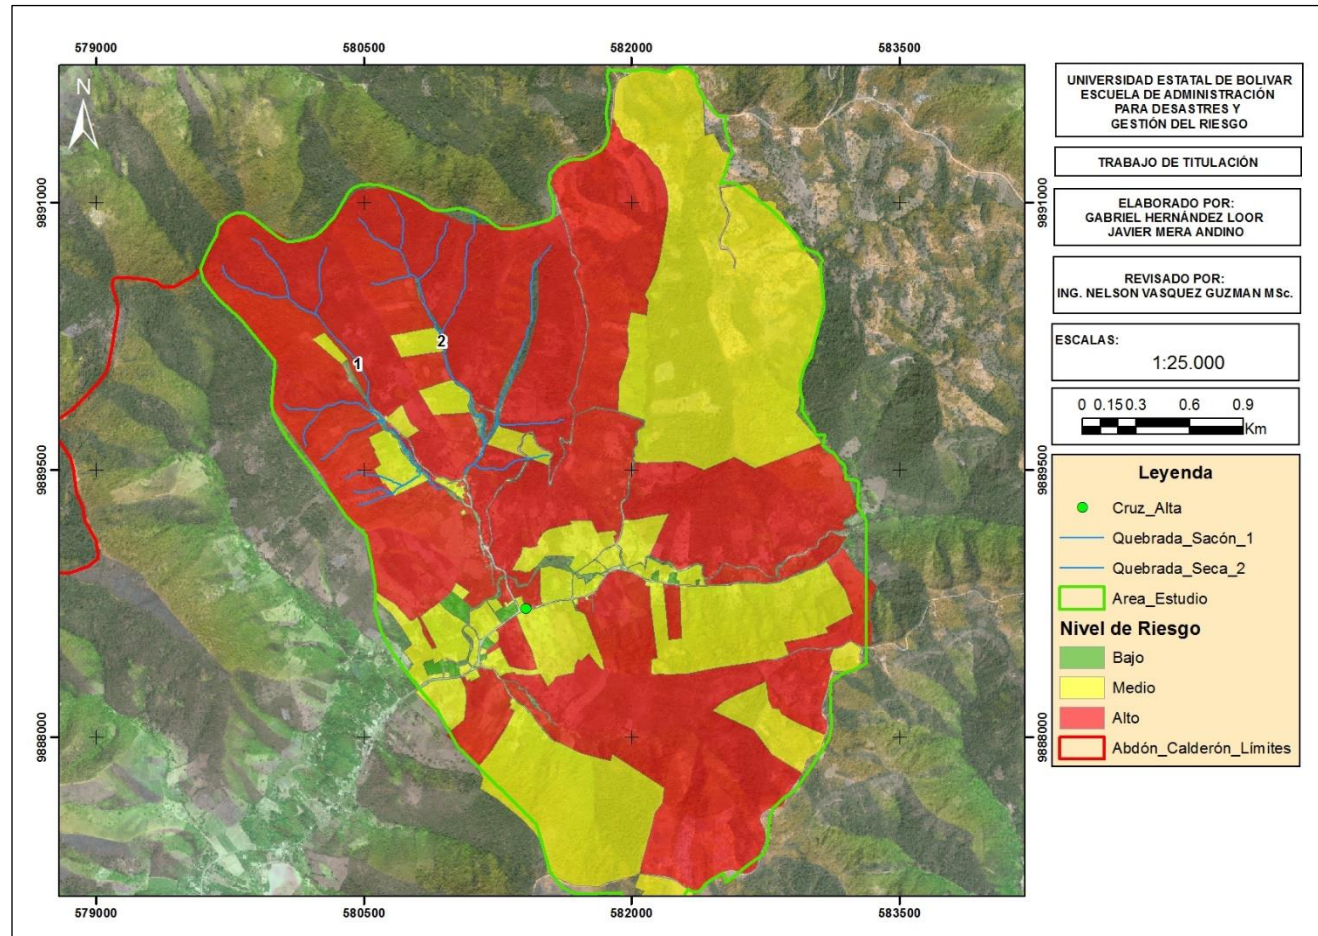 579000 580500 582000 583500
N
9891000 9891000
9889500 9889500
9888000 9888000
1
2
579000 580500 582000 583500
UNIVERSIDAD ESTATAL DE BOLIVAR
ESCUELA DE ADMINISTRACIÓN
PARA DESASTRES Y
GESTIÓN DEL RIESGO
TRABAJO DE TITULACIÓN
ELABORADO POR:
GABRIEL HERNÁNDEZ LOOR
JAVIER MERA ANDINO
REVISADO POR:
ING. NELSON VASQUEZ GUZMAN MSc.
ESCALAS:
1:25.000
0 0.15 0.3 0.6 0.9
Km
Leyenda
Cruz_Alta
Quebrada_Sacón_1
Quebrada_Seca_2
Area_Estudio
Nivel de Riesgo
Bajo
Medio
Alto
Abdón_Calderón_Límites